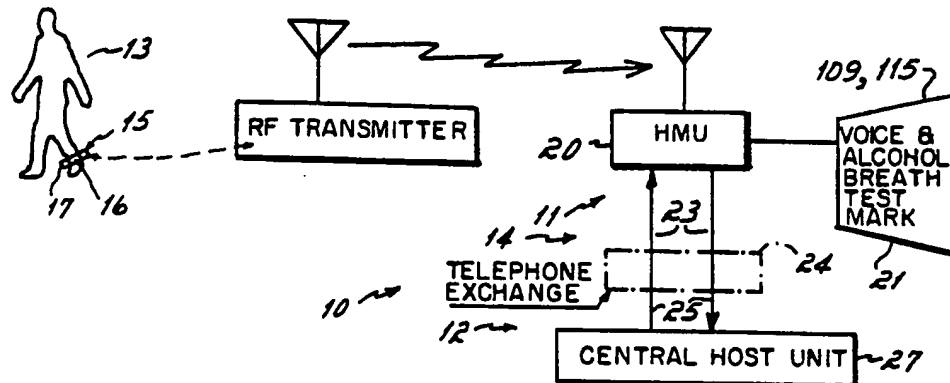 13
15
17
16
RF TRANSMITTER
HMU
20
109, 115
VOICE &
ALCOHOL
BREATH
TEST
MARK
21
11
23
14
24
TELEPHONE
EXCHANGE
10
25
12
CENTRAL HOST UNIT
27